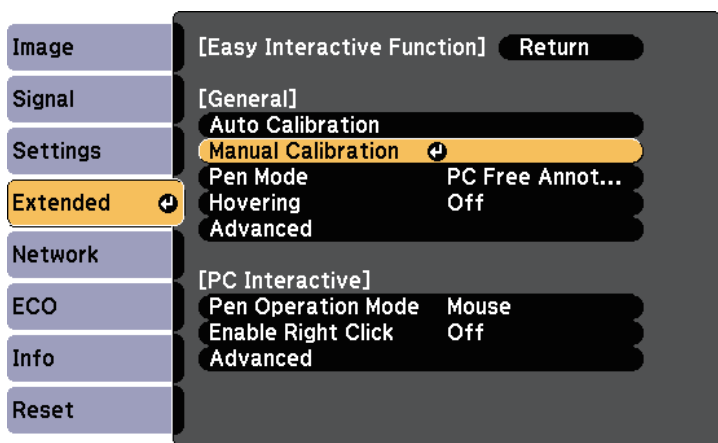 Image
Signal
Settings
Extended
Network
ECO
Info
Reset
[Easy Interactive Function] Return
[General]
Auto Calibration
Manual Calibration
Pen Mode PC Free Annot...
Hovering Off
Advanced
[PC Interactive]
Pen Operation Mode Mouse
Enable Right Click Off
Advanced